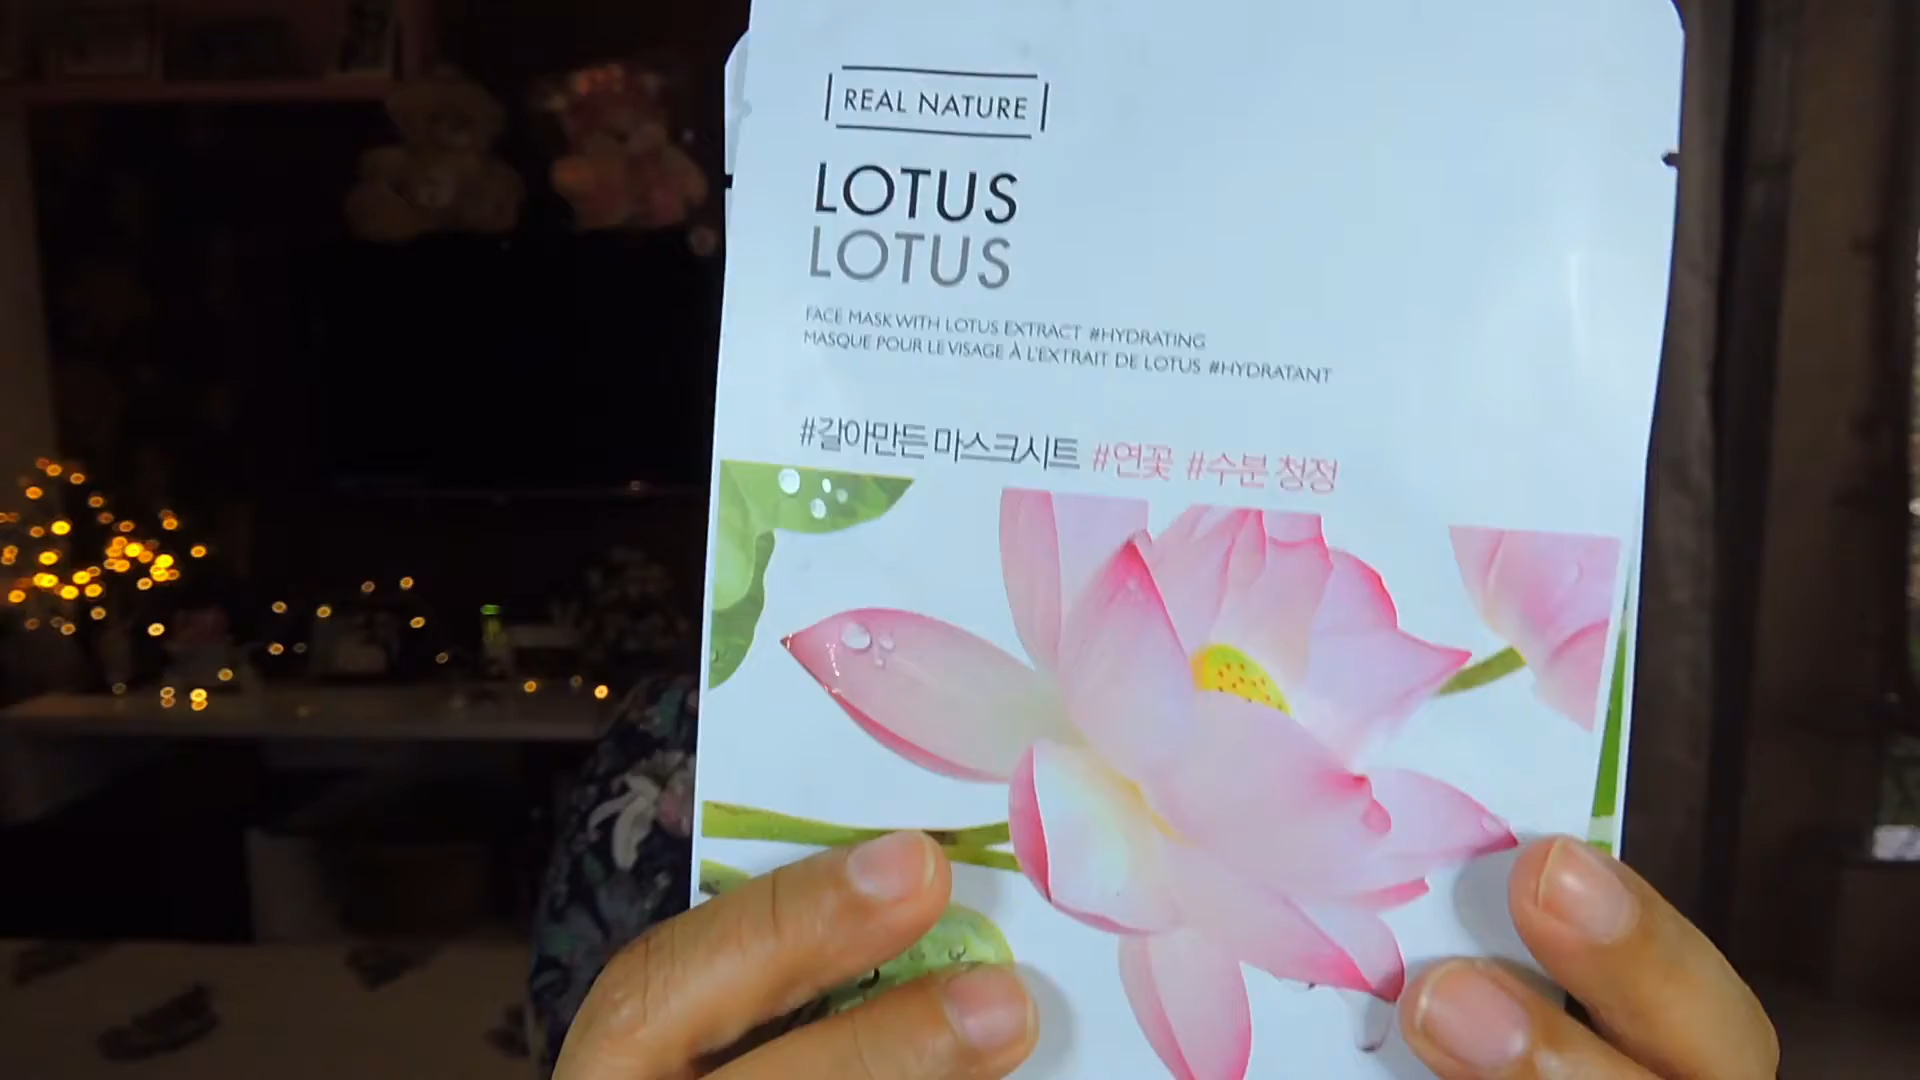 REAL NATURE
LOTUS
LOTUS
FACE MASK WITH LOTUS EXTRACT #HYDRATING
MASQUE POUR LE VISAGE À L'EXTRAIT DE LOTUS #HYDRATANT
#갈아만든 마스크시트 #연꽃 #수분 청정